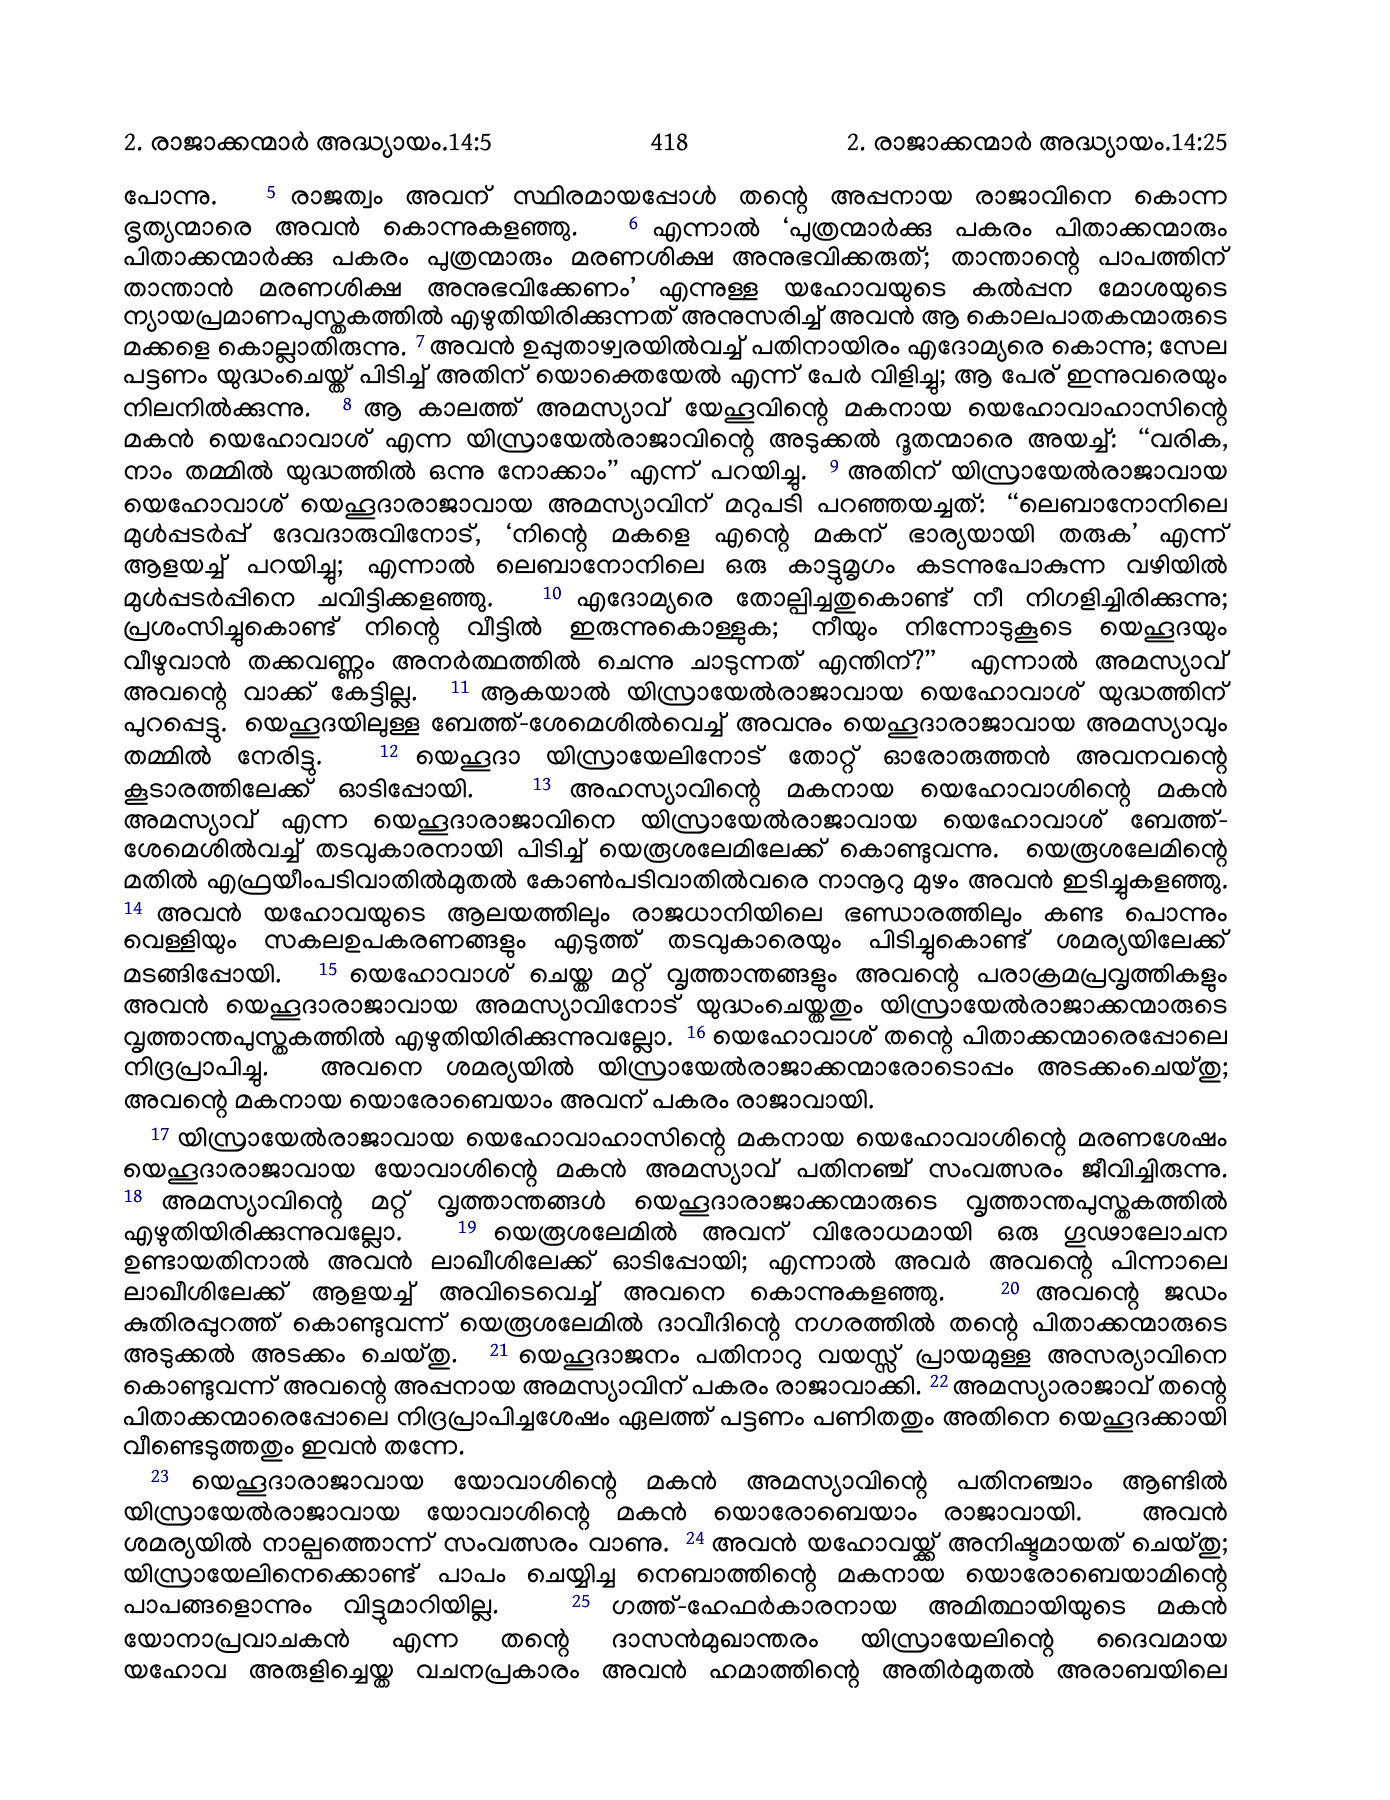 2. രാജാക്കന്മാർ അദ്ധ്യായം.14:5 418 2. രാജാക്കന്മാർ അദ്ധ്യായം.14:25
പോന്നു. 5 രാജത്വം അവന് സ്ഥിരമായപ്പോൾ തന്റെ അപ്പനായ രാജാവിനെ കൊന്ന
ഭൃത്യന്മാരെ അവൻ കൊന്നുകളഞ്ഞു. 6 എന്നാൽ ‘പുത്രന്മാർക്കു പകരം പിതാക്കന്മാരും
പിതാക്കന്മാർക്കു പകരം പുത്രന്മാരും മരണശിക്ഷ അനുഭവിക്കരുത്; താന്താന്റെ പാപത്തിന്
താന്താൻ മരണശിക്ഷ അനുഭവിക്കേണം’ എന്നുള്ള യഹോവയുടെ കൽപ്പന മോശയുടെ
ന്യായപ്രമാണപുസ്തകത്തിൽ എഴുതിയിരിക്കുന്നത് അനുസരിച്ച് അവൻ ആ കൊലപാതകന്മാരുടെ
മക്കളെ കൊല്ലാതിരുന്നു. 7 അവൻ ഉപ്പുതാഴ്വരയിൽവച്ച് പതിനായിരം എദോമ്യരെ കൊന്നു; സേല
പട്ടണം യുദ്ധംചെയ്ത് പിടിച്ച് അതിന് യൊക്തെയേൽ എന്ന് പേർ വിളിച്ചു; ആ പേര് ഇന്നുവരെയും
നിലനിൽക്കുന്നു. 8 ആ കാലത്ത് അമസ്യാവ് യേഹൂവിന്റെ മകനായ യെഹോവാഹാസിന്റെ
മകൻ യെഹോവാശ് എന്ന യിസ്രായേൽരാജാവിന്റെ അടുക്കൽ ദൂതന്മാരെ അയച്ച്: “വരിക,
നാം തമ്മിൽ യുദ്ധത്തിൽ ഒന്നു നോക്കാം” എന്ന് പറയിച്ചു. 9 അതിന് യിസ്രായേൽരാജാവായ
യെഹോവാശ് യെഹൂദാരാജാവായ അമസ്യാവിന് മറുപടി പറഞ്ഞയച്ചത്: “ലെബാനോനിലെ
മുൾപ്പടർപ്പ് ദേവദാരുവിനോട്, ‘നിന്റെ മകളെ എന്റെ മകന് ഭാര്യയായി തരുക’ എന്ന്
ആളയച്ച് പറയിച്ചു; എന്നാൽ ലെബാനോനിലെ ഒരു കാട്ടുമൃഗം കടന്നുപോകുന്ന വഴിയിൽ
മുൾപ്പടർപ്പിനെ ചവിട്ടിക്കളഞ്ഞു. 10 എദോമ്യരെ തോല്പിച്ചതുകൊണ്ട് നീ നിഗളിച്ചിരിക്കുന്നു;
പ്രശംസിച്ചുകൊണ്ട് നിന്റെ വീട്ടിൽ ഇരുന്നുകൊള്ളുക; നീയും നിന്നോടുകൂടെ യെഹൂദയും
വീഴുവാൻ തക്കവണ്ണം അനർത്ഥത്തിൽ ചെന്നു ചാടുന്നത് എന്തിന്?” എന്നാൽ അമസ്യാവ്
അവന്റെ വാക്ക് കേട്ടില്ല. 11 ആകയാൽ യിസ്രായേൽരാജാവായ യെഹോവാശ് യുദ്ധത്തിന്
പുറപ്പെട്ടു. യെഹൂദയിലുള്ള ബേത്ത്-ശേമെശിൽവെച്ച് അവനും യെഹൂദാരാജാവായ അമസ്യാവും
തമ്മിൽ നേരിട്ടു. 12 യെഹൂദാ യിസ്രായേലിനോട് തോറ്റ് ഓരോരുത്തൻ അവനവന്റെ
കൂടാരത്തിലേക്ക് ഓടിപ്പോയി. 13 അഹസ്യാവിന്റെ മകനായ യെഹോവാശിന്റെ മകൻ
അമസ്യാവ് എന്ന യെഹൂദാരാജാവിനെ യിസ്രായേൽരാജാവായ യെഹോവാശ് ബേത്ത്-
ശേമെശിൽവച്ച് തടവുകാരനായി പിടിച്ച് യെരൂശലേമിലേക്ക് കൊണ്ടുവന്നു. യെരൂശലേമിന്റെ
മതിൽ എഫ്രയീംപടിവാതിൽമുതൽ കോൺപടിവാതിൽവരെ നാനൂറു മുഴം അവൻ ഇടിച്ചുകളഞ്ഞു.
14 അവൻ യഹോവയുടെ ആലയത്തിലും രാജധാനിയിലെ ഭണ്ഡാരത്തിലും കണ്ട പൊന്നും
വെള്ളിയും സകലഉപകരണങ്ങളും എടുത്ത് തടവുകാരെയും പിടിച്ചുകൊണ്ട് ശമര്യയിലേക്ക്
മടങ്ങിപ്പോയി. 15 യെഹോവാശ് ചെയ്ത മറ്റ് വൃത്താന്തങ്ങളും അവന്റെ പരാക്രമപ്രവൃത്തികളും
അവൻ യെഹൂദാരാജാവായ അമസ്യാവിനോട് യുദ്ധംചെയ്തതും യിസ്രായേൽരാജാക്കന്മാരുടെ
വൃത്താന്തപുസ്തകത്തിൽ എഴുതിയിരിക്കുന്നുവല്ലോ. 16 യെഹോവാശ് തന്റെ പിതാക്കന്മാരെപ്പോലെ
നിദ്രപ്രാപിച്ചു. അവനെ ശമര്യയിൽ യിസ്രായേൽരാജാക്കന്മാരോടൊപ്പം അടക്കംചെയ്തു;
അവന്റെ മകനായ യൊരോബെയാം അവന് പകരം രാജാവായി.
17 യിസ്രായേൽരാജാവായ യെഹോവാഹാസിന്റെ മകനായ യെഹോവാശിന്റെ മരണശേഷം
യെഹൂദാരാജാവായ യോവാശിന്റെ മകൻ അമസ്യാവ് പതിനഞ്ച് സംവത്സരം ജീവിച്ചിരുന്നു.
18 അമസ്യാവിന്റെ മറ്റ് വൃത്താന്തങ്ങൾ യെഹൂദാരാജാക്കന്മാരുടെ വൃത്താന്തപുസ്തകത്തിൽ
എഴുതിയിരിക്കുന്നുവല്ലോ. 19 യെരൂശലേമിൽ അവന് വിരോധമായി ഒരു ഗൂഢാലോചന
ഉണ്ടായതിനാൽ അവൻ ലാഖീശിലേക്ക് ഓടിപ്പോയി; എന്നാൽ അവർ അവന്റെ പിന്നാലെ
ലാഖീശിലേക്ക് ആളയച്ച് അവിടെവെച്ച് അവനെ കൊന്നുകളഞ്ഞു. 20 അവന്റെ ജഡം
കുതിരപ്പുറത്ത് കൊണ്ടുവന്ന് യെരൂശലേമിൽ ദാവീദിന്റെ നഗരത്തിൽ തന്റെ പിതാക്കന്മാരുടെ
അടുക്കൽ അടക്കം ചെയ്തു. 21 യെഹൂദാജനം പതിനാറു വയസ്സ് പ്രായമുള്ള അസര്യാവിനെ
കൊണ്ടുവന്ന് അവന്റെ അപ്പനായ അമസ്യാവിന് പകരം രാജാവാക്കി. 22 അമസ്യാരാജാവ് തന്റെ
പിതാക്കന്മാരെപ്പോലെ നിദ്രപ്രാപിച്ചശേഷം ഏലത്ത് പട്ടണം പണിതതും അതിനെ യെഹൂദക്കായി
വീണ്ടെടുത്തതും ഇവൻ തന്നേ.
23 യെഹൂദാരാജാവായ യോവാശിന്റെ മകൻ അമസ്യാവിന്റെ പതിനഞ്ചാം ആണ്ടിൽ
യിസ്രായേൽരാജാവായ യോവാശിന്റെ മകൻ യൊരോബെയാം രാജാവായി. അവൻ
ശമര്യയിൽ നാല്പത്തൊന്ന് സംവത്സരം വാണു. 24 അവൻ യഹോവയ്ക്ക് അനിഷ്ടമായത് ചെയ്തു;
യിസ്രായേലിനെക്കൊണ്ട് പാപം ചെയ്യിച്ച നെബാത്തിന്റെ മകനായ യൊരോബെയാമിന്റെ
പാപങ്ങളൊന്നും വിട്ടുമാറിയില്ല. 25 ഗത്ത്-ഹേഫർകാരനായ അമിത്ഥായിയുടെ മകൻ
യോനാപ്രവാചകൻ എന്ന തന്റെ ദാസൻമുഖാന്തരം യിസ്രായേലിന്റെ ദൈവമായ
യഹോവ അരുളിച്ചെയ്ത വചനപ്രകാരം അവൻ ഹമാത്തിന്റെ അതിർമുതൽ അരാബയിലെ